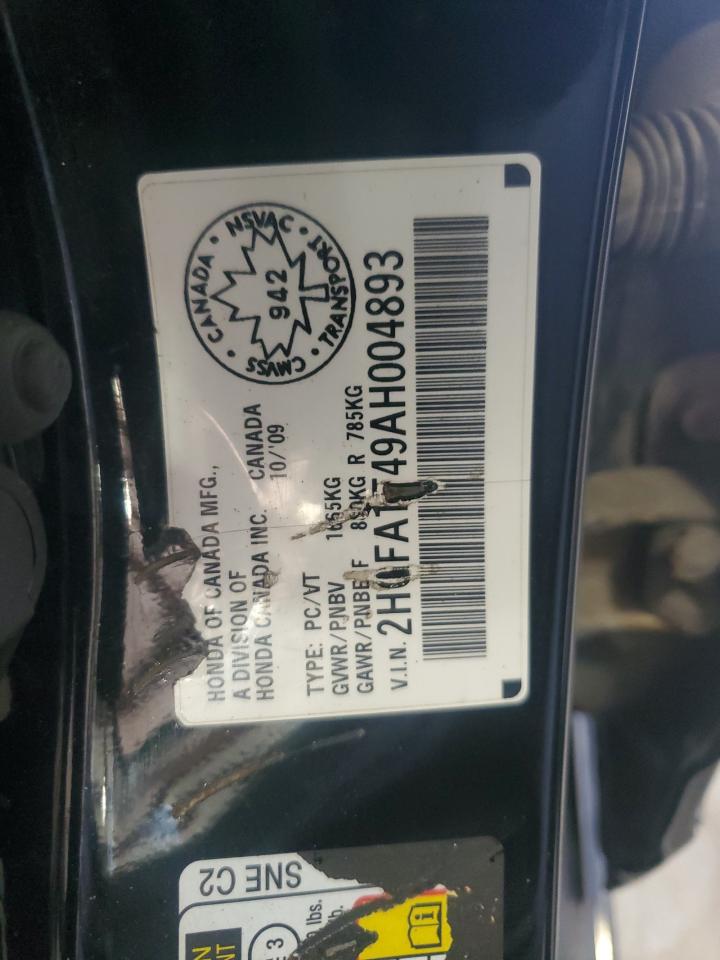 HONDA OF CANADA MFG.,
A DIVISION OF
HONDA CANADA INC. CANADA
10/'09
TYPE: PC/VT
GVWR/PNBV
GAWR/PNBE F R 785KG
V.I.N.
CANADA · NSVAC · TRANSPORT · CMVSS
942
SNE C2
lbs.